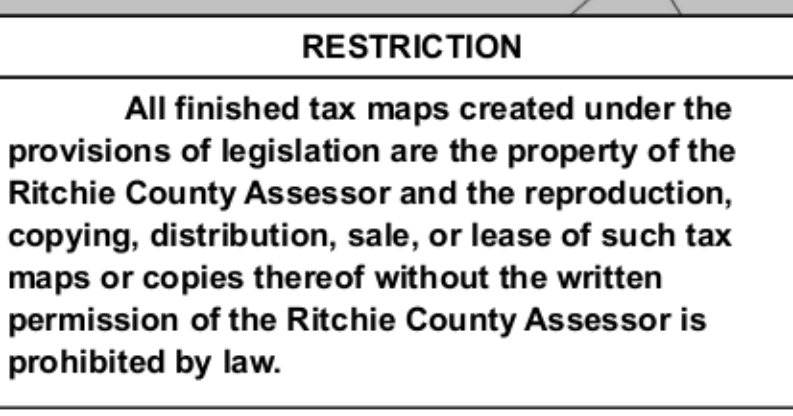 RESTRICTION
All finished tax maps created under the
provisions of legislation are the property of the
Ritchie County Assessor and the reproduction,
copying, distribution, sale, or lease of such tax
maps or copies thereof without the written
permission of the Ritchie County Assessor is
prohibited by law.